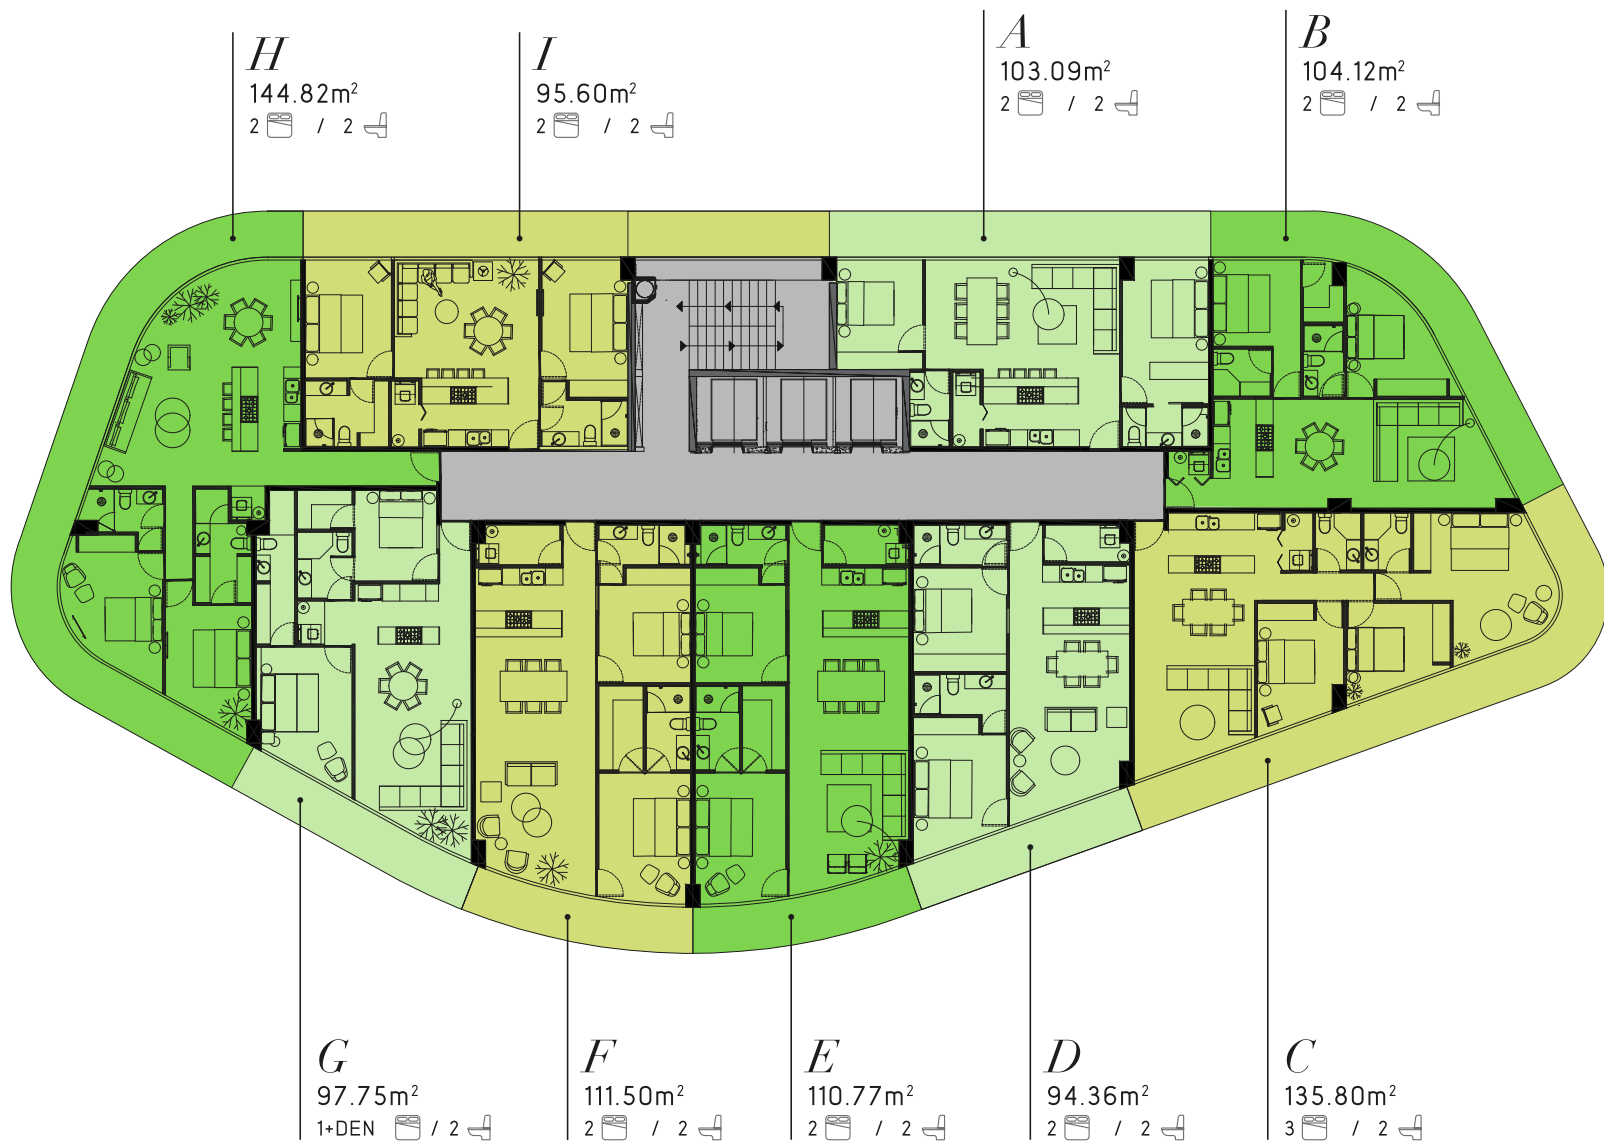 H
144.82m²
2 / 2
I
95.60m²
2 / 2
A
103.09m²
2 / 2
B
104.12m²
2 / 2
G
97.75m²
1+DEN / 2
F
111.50m²
2 / 2
E
110.77m²
2 / 2
D
94.36m²
2 / 2
C
135.80m²
3 / 2